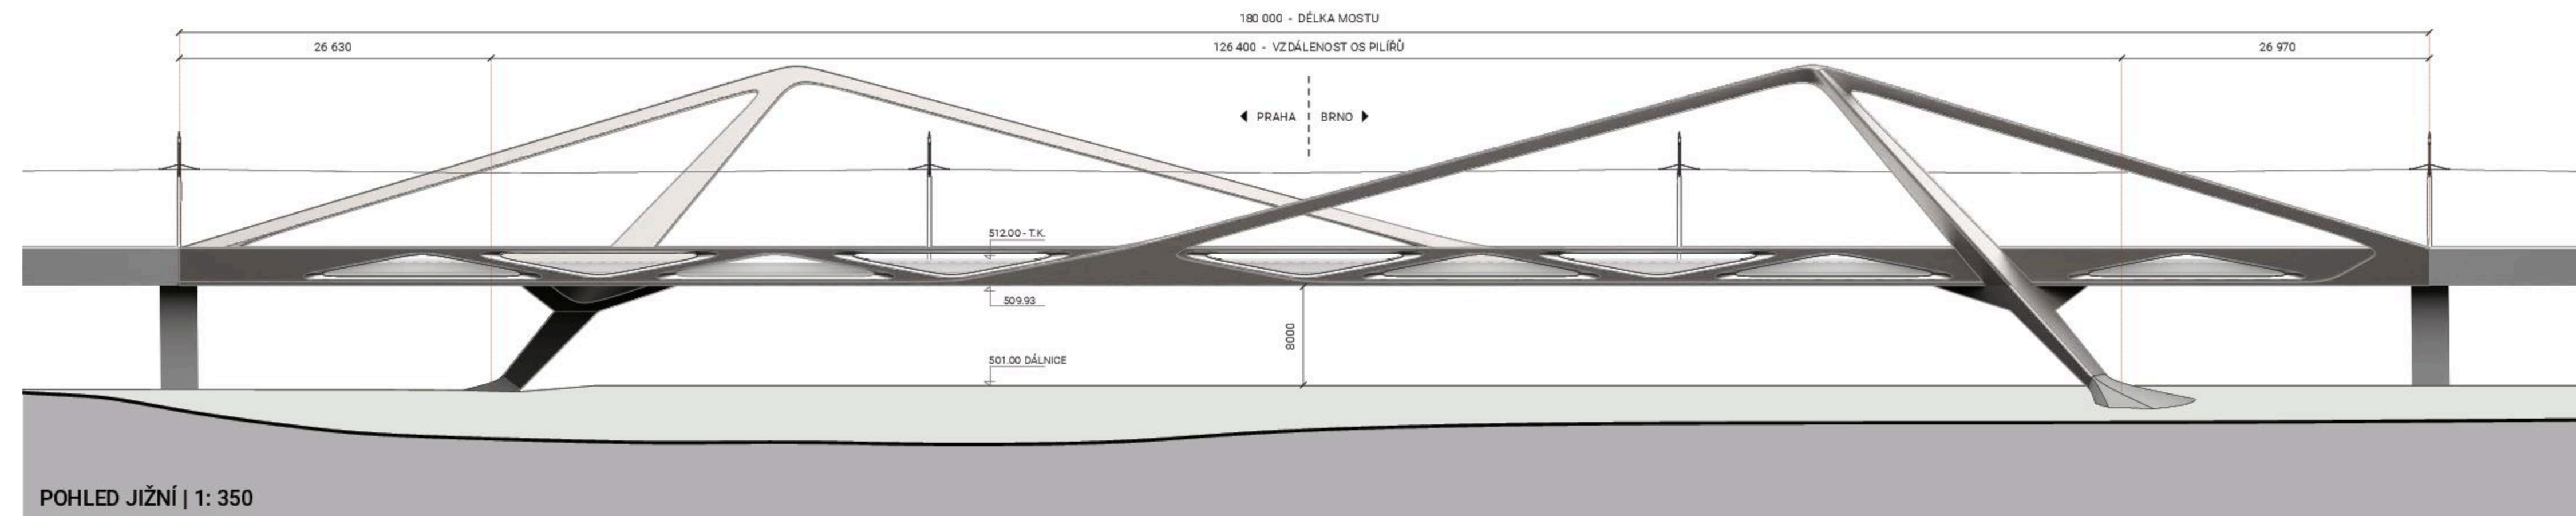 180 000 - DÉLKA MOSTU
26 630
126 400 - VZDÁLENOST OS PILÍŘŮ
26 970
PRAHA BRNO
512.00 - T.K.
509.93
8000
501.00 DÁLNICE
POHLED JIŽNÍ | 1: 350